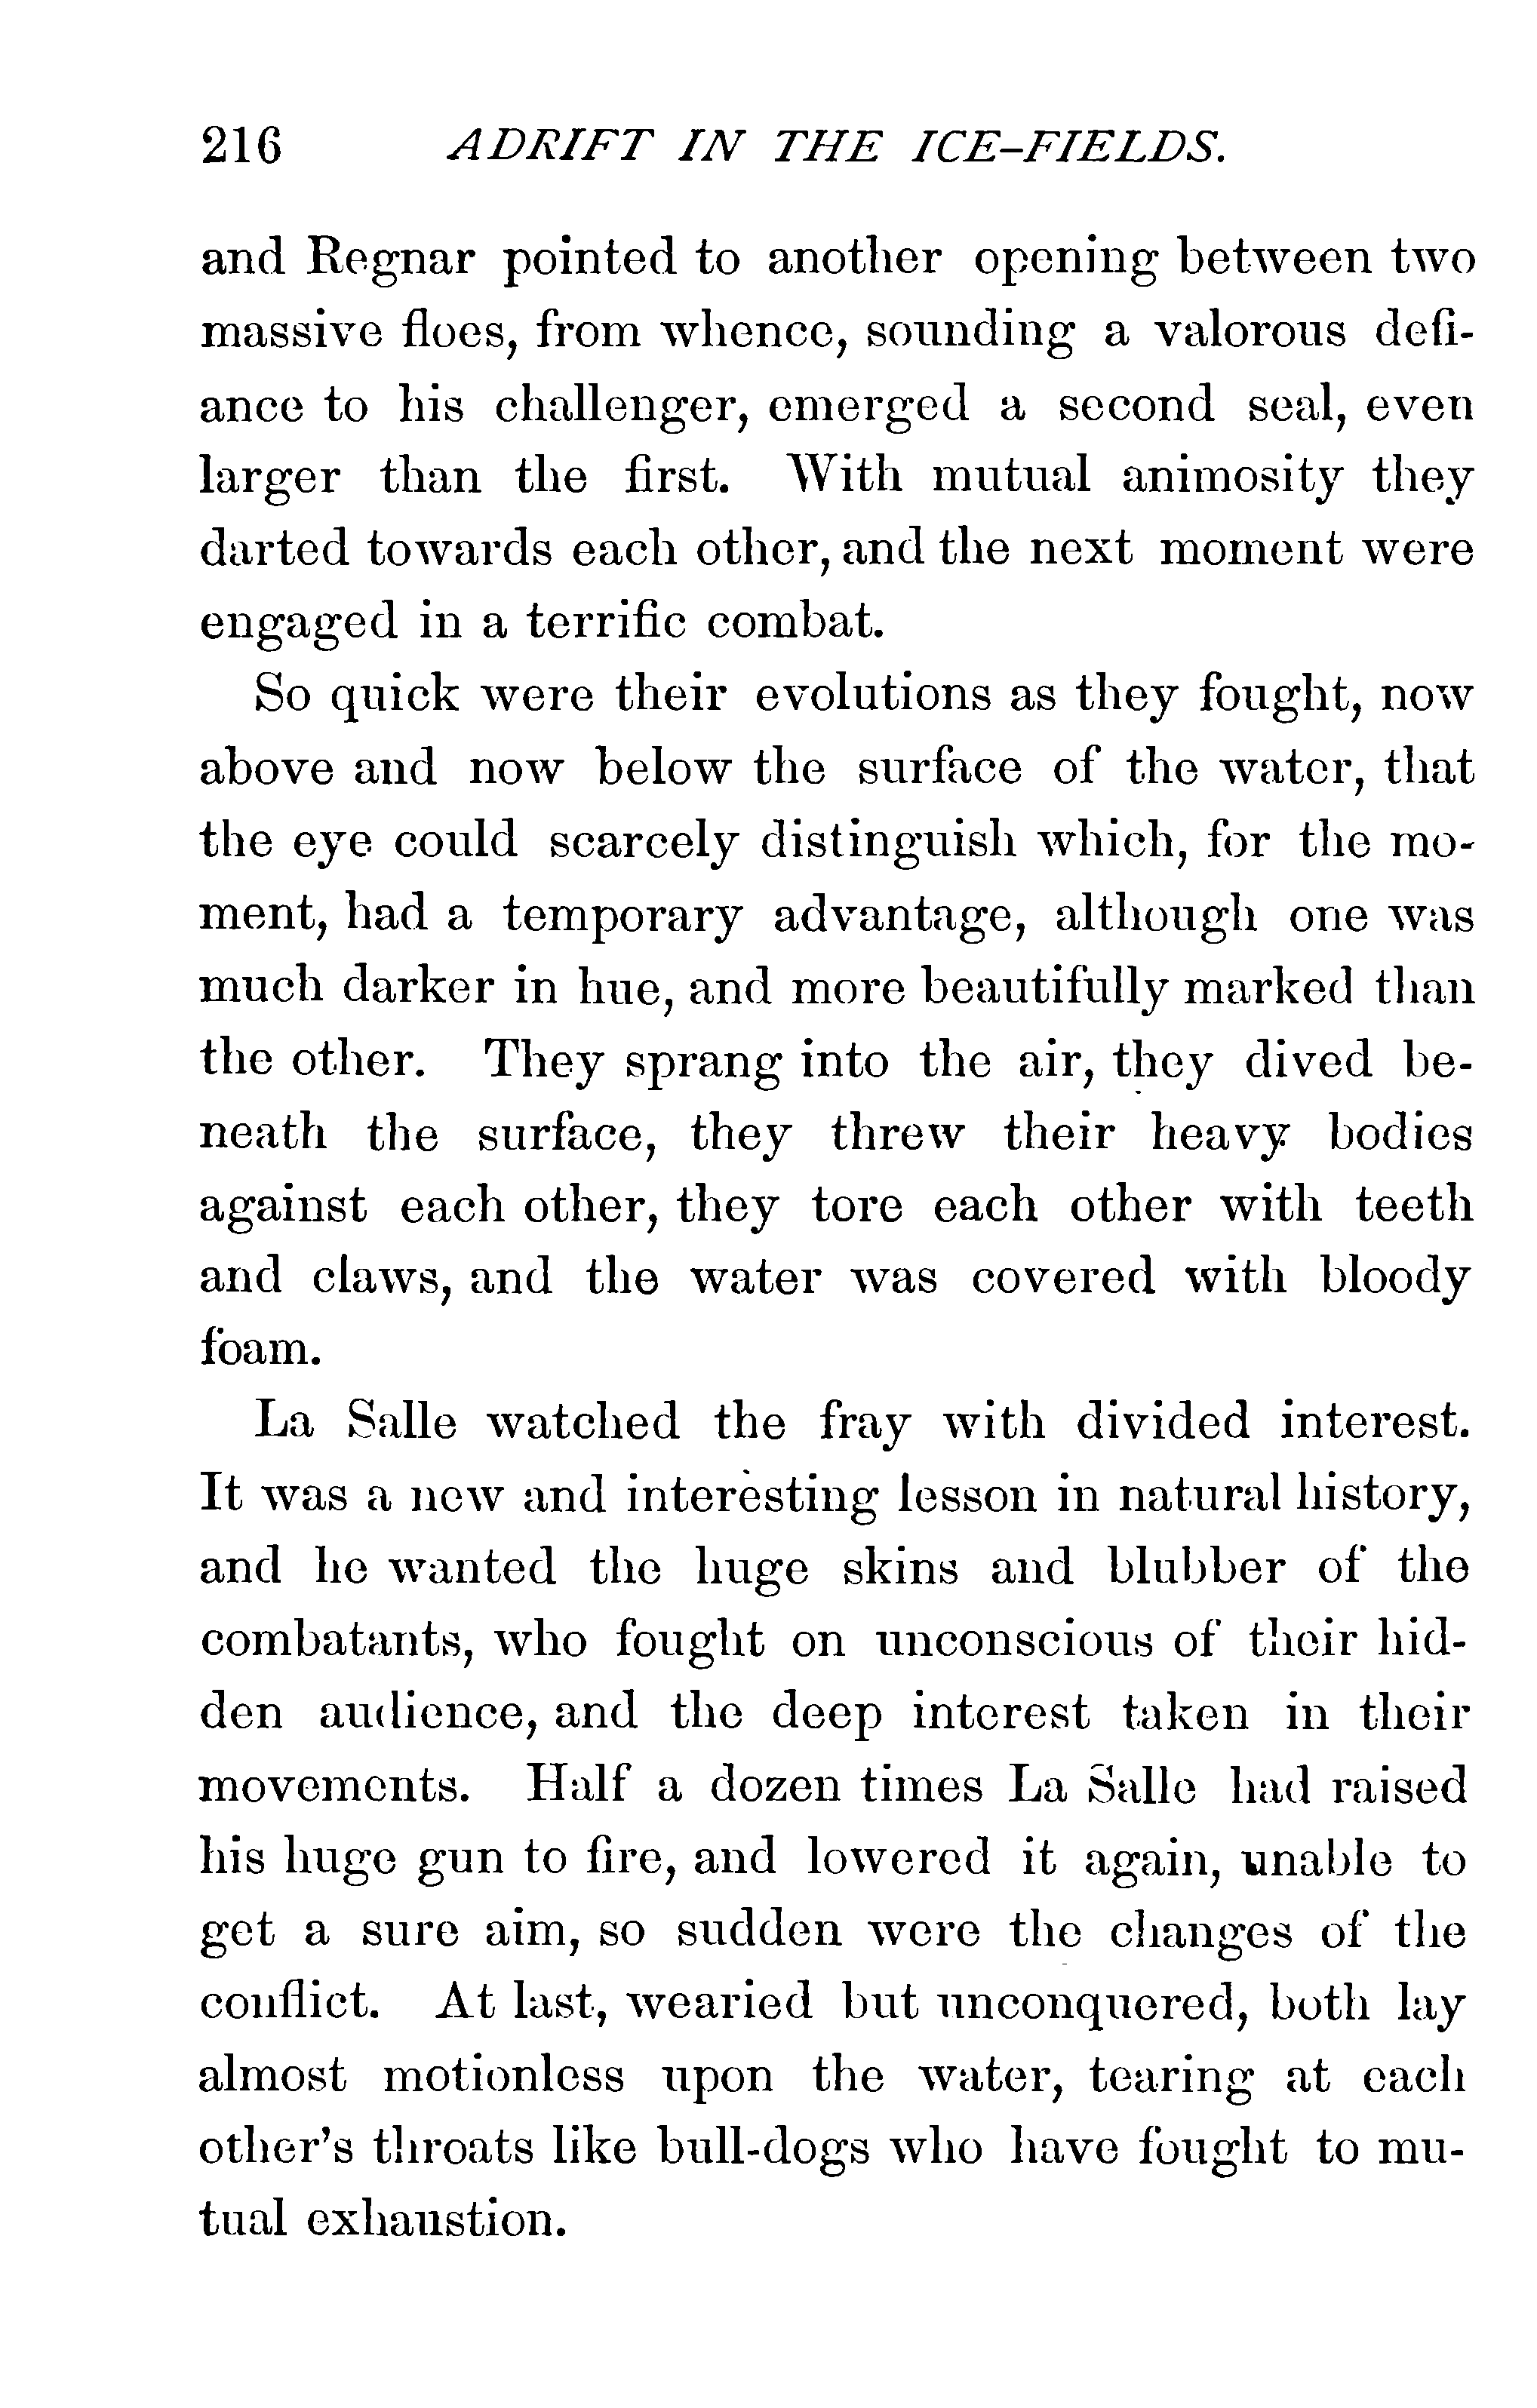 216 ADRIFT IN THE ICE-FIELDS.
and Regnar pointed to another opening between two
massive floes, from whence, sounding a valorous defi-
ance to his challenger, emerged a second seal, even
larger than the first. With mutual animosity they
darted towards each other, and the next moment were
engaged in a terrific combat.
So quick were their evolutions as they fought, now
above and now below the surface of the water, that
the eye could scarcely distinguish which, for the mo-
ment, had a temporary advantage, although one was
much darker in hue, and more beautifully marked than
the other. They sprang into the air, they dived be-
neath the surface, they threw their heavy bodies
against each other, they tore each other with teeth
and claws, and the water was covered with bloody
foam.
La Salle watched the fray with divided interest.
It was a new and interesting lesson in natural history,
and he wanted the huge skins and blubber of the
combatants, who fought on unconscious of their hid-
den audience, and the deep interest taken in their
movements. Half a dozen times La Salle had raised
his huge gun to fire, and lowered it again, unable to
get a sure aim, so sudden were the changes of the
conflict. At last, wearied but unconquered, both lay
almost motionless upon the water, tearing at each
other's throats like bull-dogs who have fought to mu-
tual exhaustion.